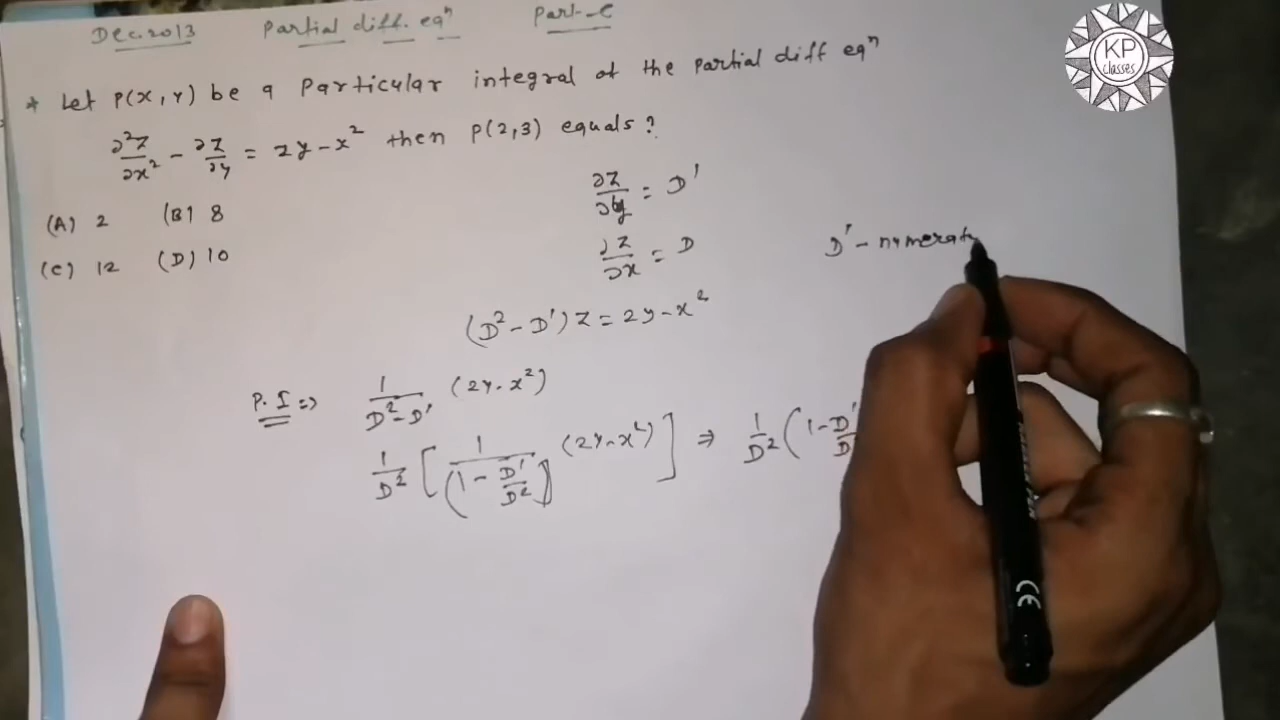 Dec.2013 Partial diff. eqⁿ Part-C
KP classes
* Let P(x,y) be a particular integral of the partial diff eqⁿ
∂²z/∂x² - ∂z/∂y = 2y-x² then P(2,3) equals?
(A) 2 (B) 8
(C) 12 (D) 10
∂z/∂y = D'
∂z/∂x = D
D' - numerato
(D²-D')z = 2y-x²
P.I => 1/(D²-D') (2y-x²)
1/D² [1/(1-D'/D²) (2y-x²)] ⇒ 1/D² (1-D'/D
CE